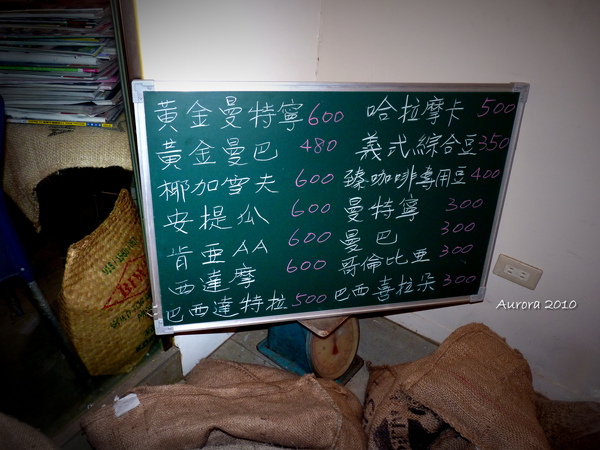 黃金曼特寧 600 哈拉摩卡 500
黃金曼巴 480 義式綜合豆 350
椰加雪夫 600 臻咖啡專用豆 400
安提瓜 600 曼特寧 300
肯亜AA 600 曼巴 300
西達摩 600 哥倫比亜 300
巴西達特拉 500 巴西喜拉朵 300
Aurora 2010